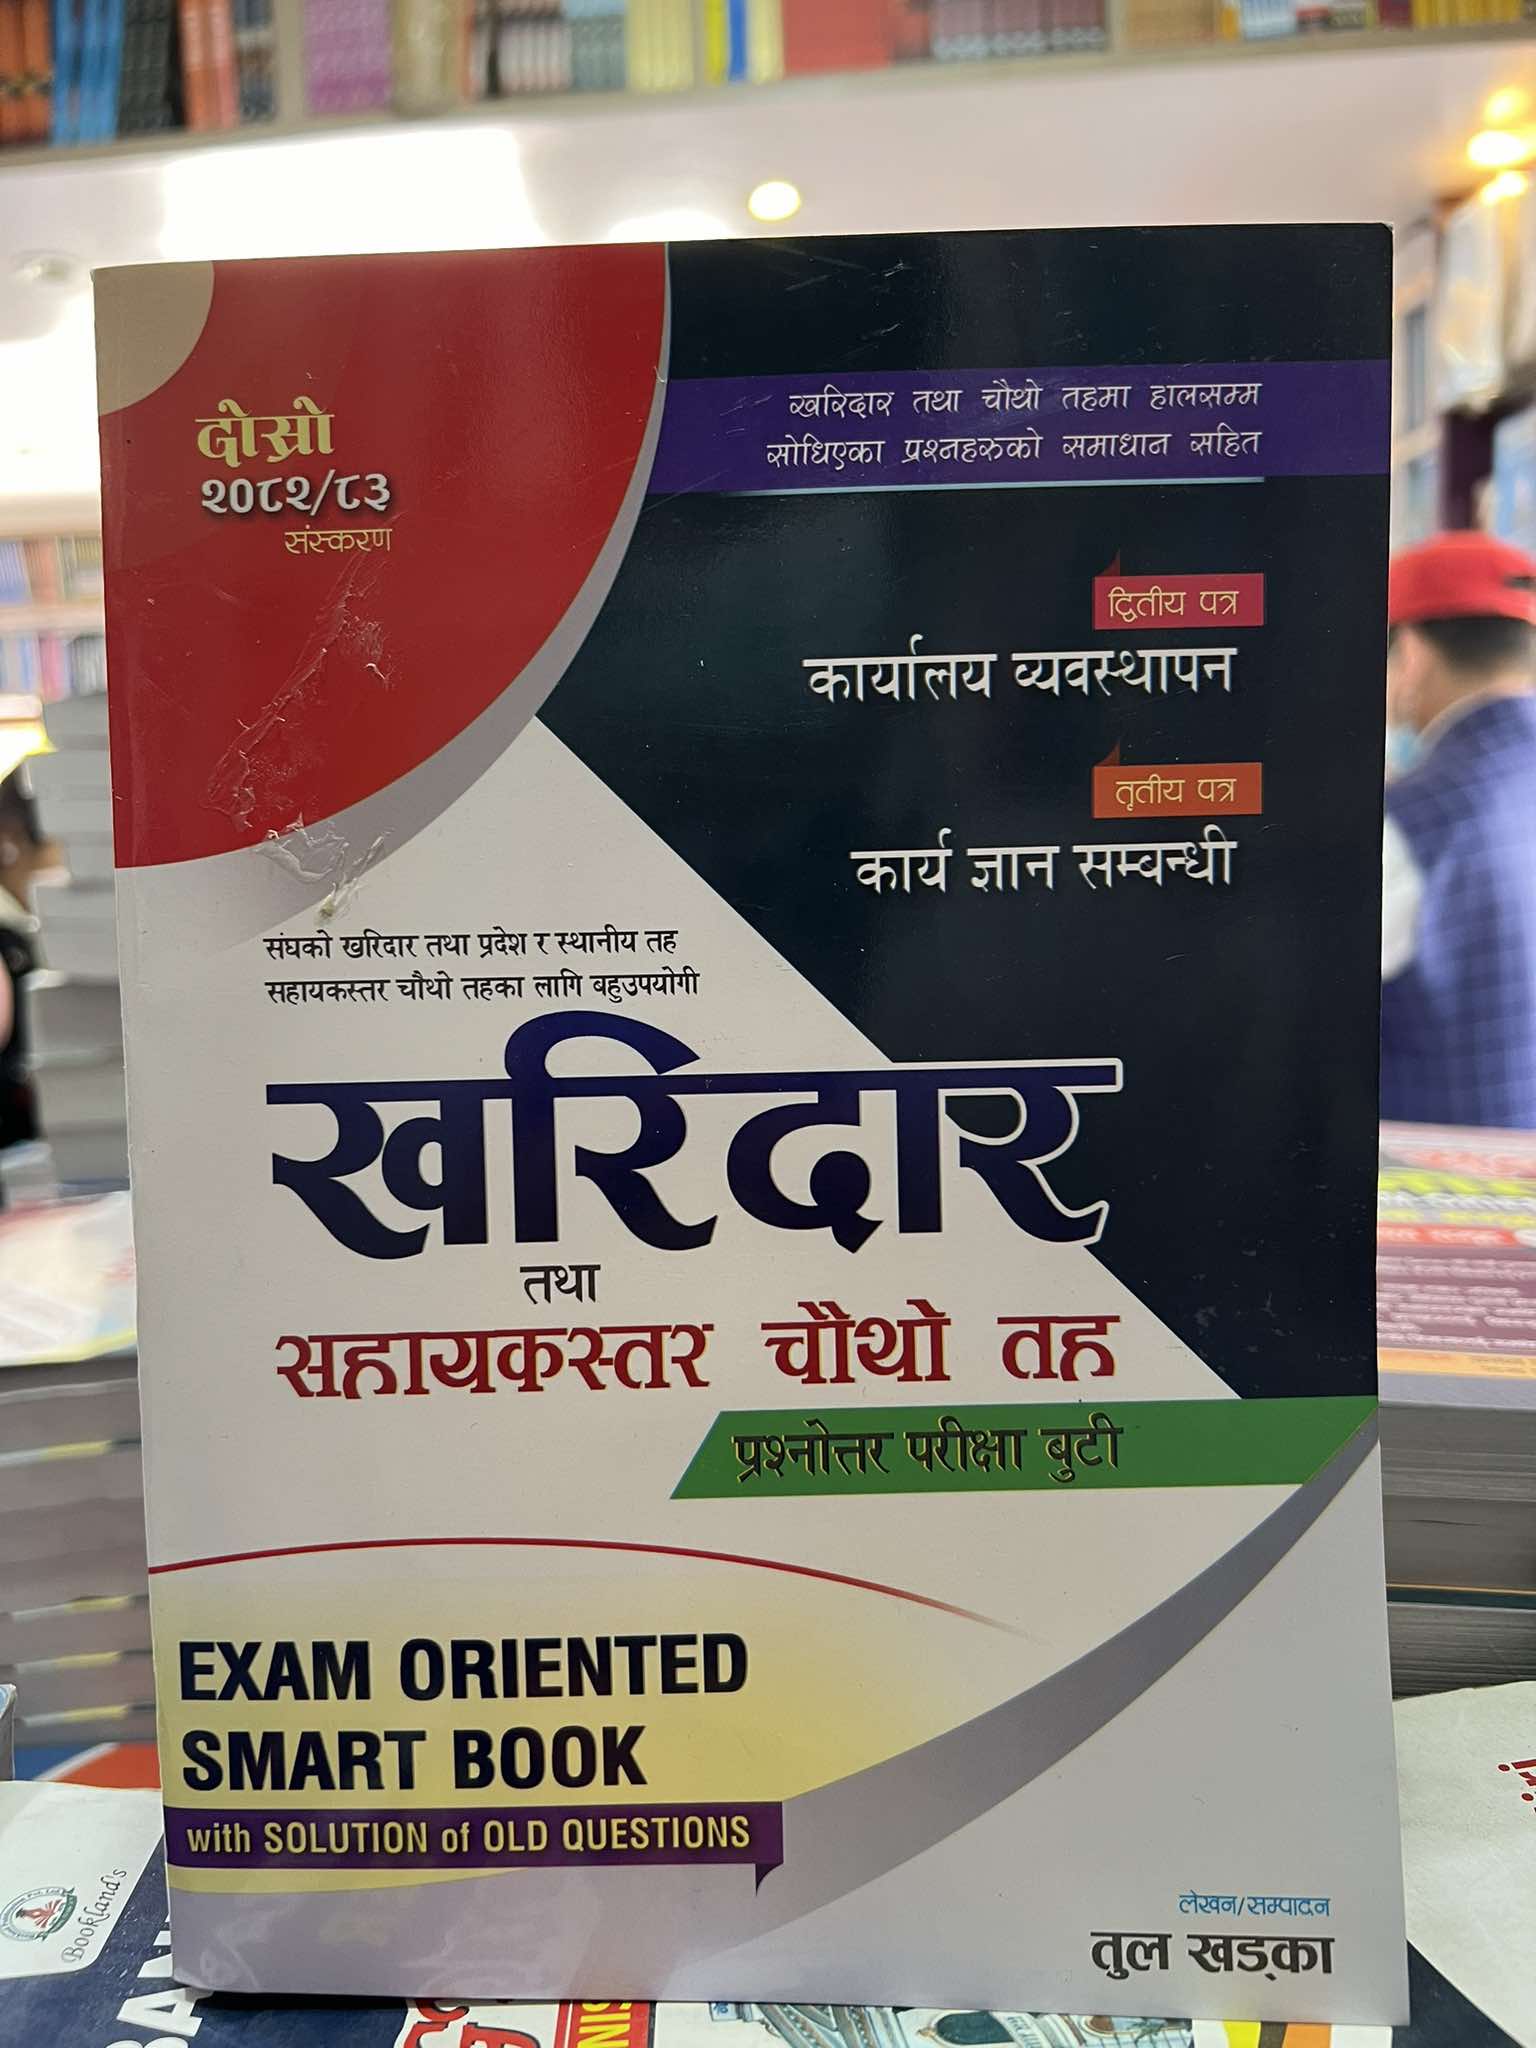 दोस्रो
२०८२/८३
संस्करण
खरिदार तथा चौथो तहमा हालसम्म
सोधिएका प्रश्नहरुको समाधान सहित
द्वितीय पत्र
कार्यालय व्यवस्थापन
तृतीय पत्र
कार्य ज्ञान सम्बन्धी
संघको खरिदार तथा प्रदेश र स्थानीय तह
सहायकस्तर चौथो तहका लागि बहुउपयोगी
खरिदार
तथा
सहायकस्तर चौथो तह
प्रश्नोत्तर परीक्षा बुटी
EXAM ORIENTED
SMART BOOK
with SOLUTION of OLD QUESTIONS
लेखन/सम्पादन
तुल खड्का
Bookland's